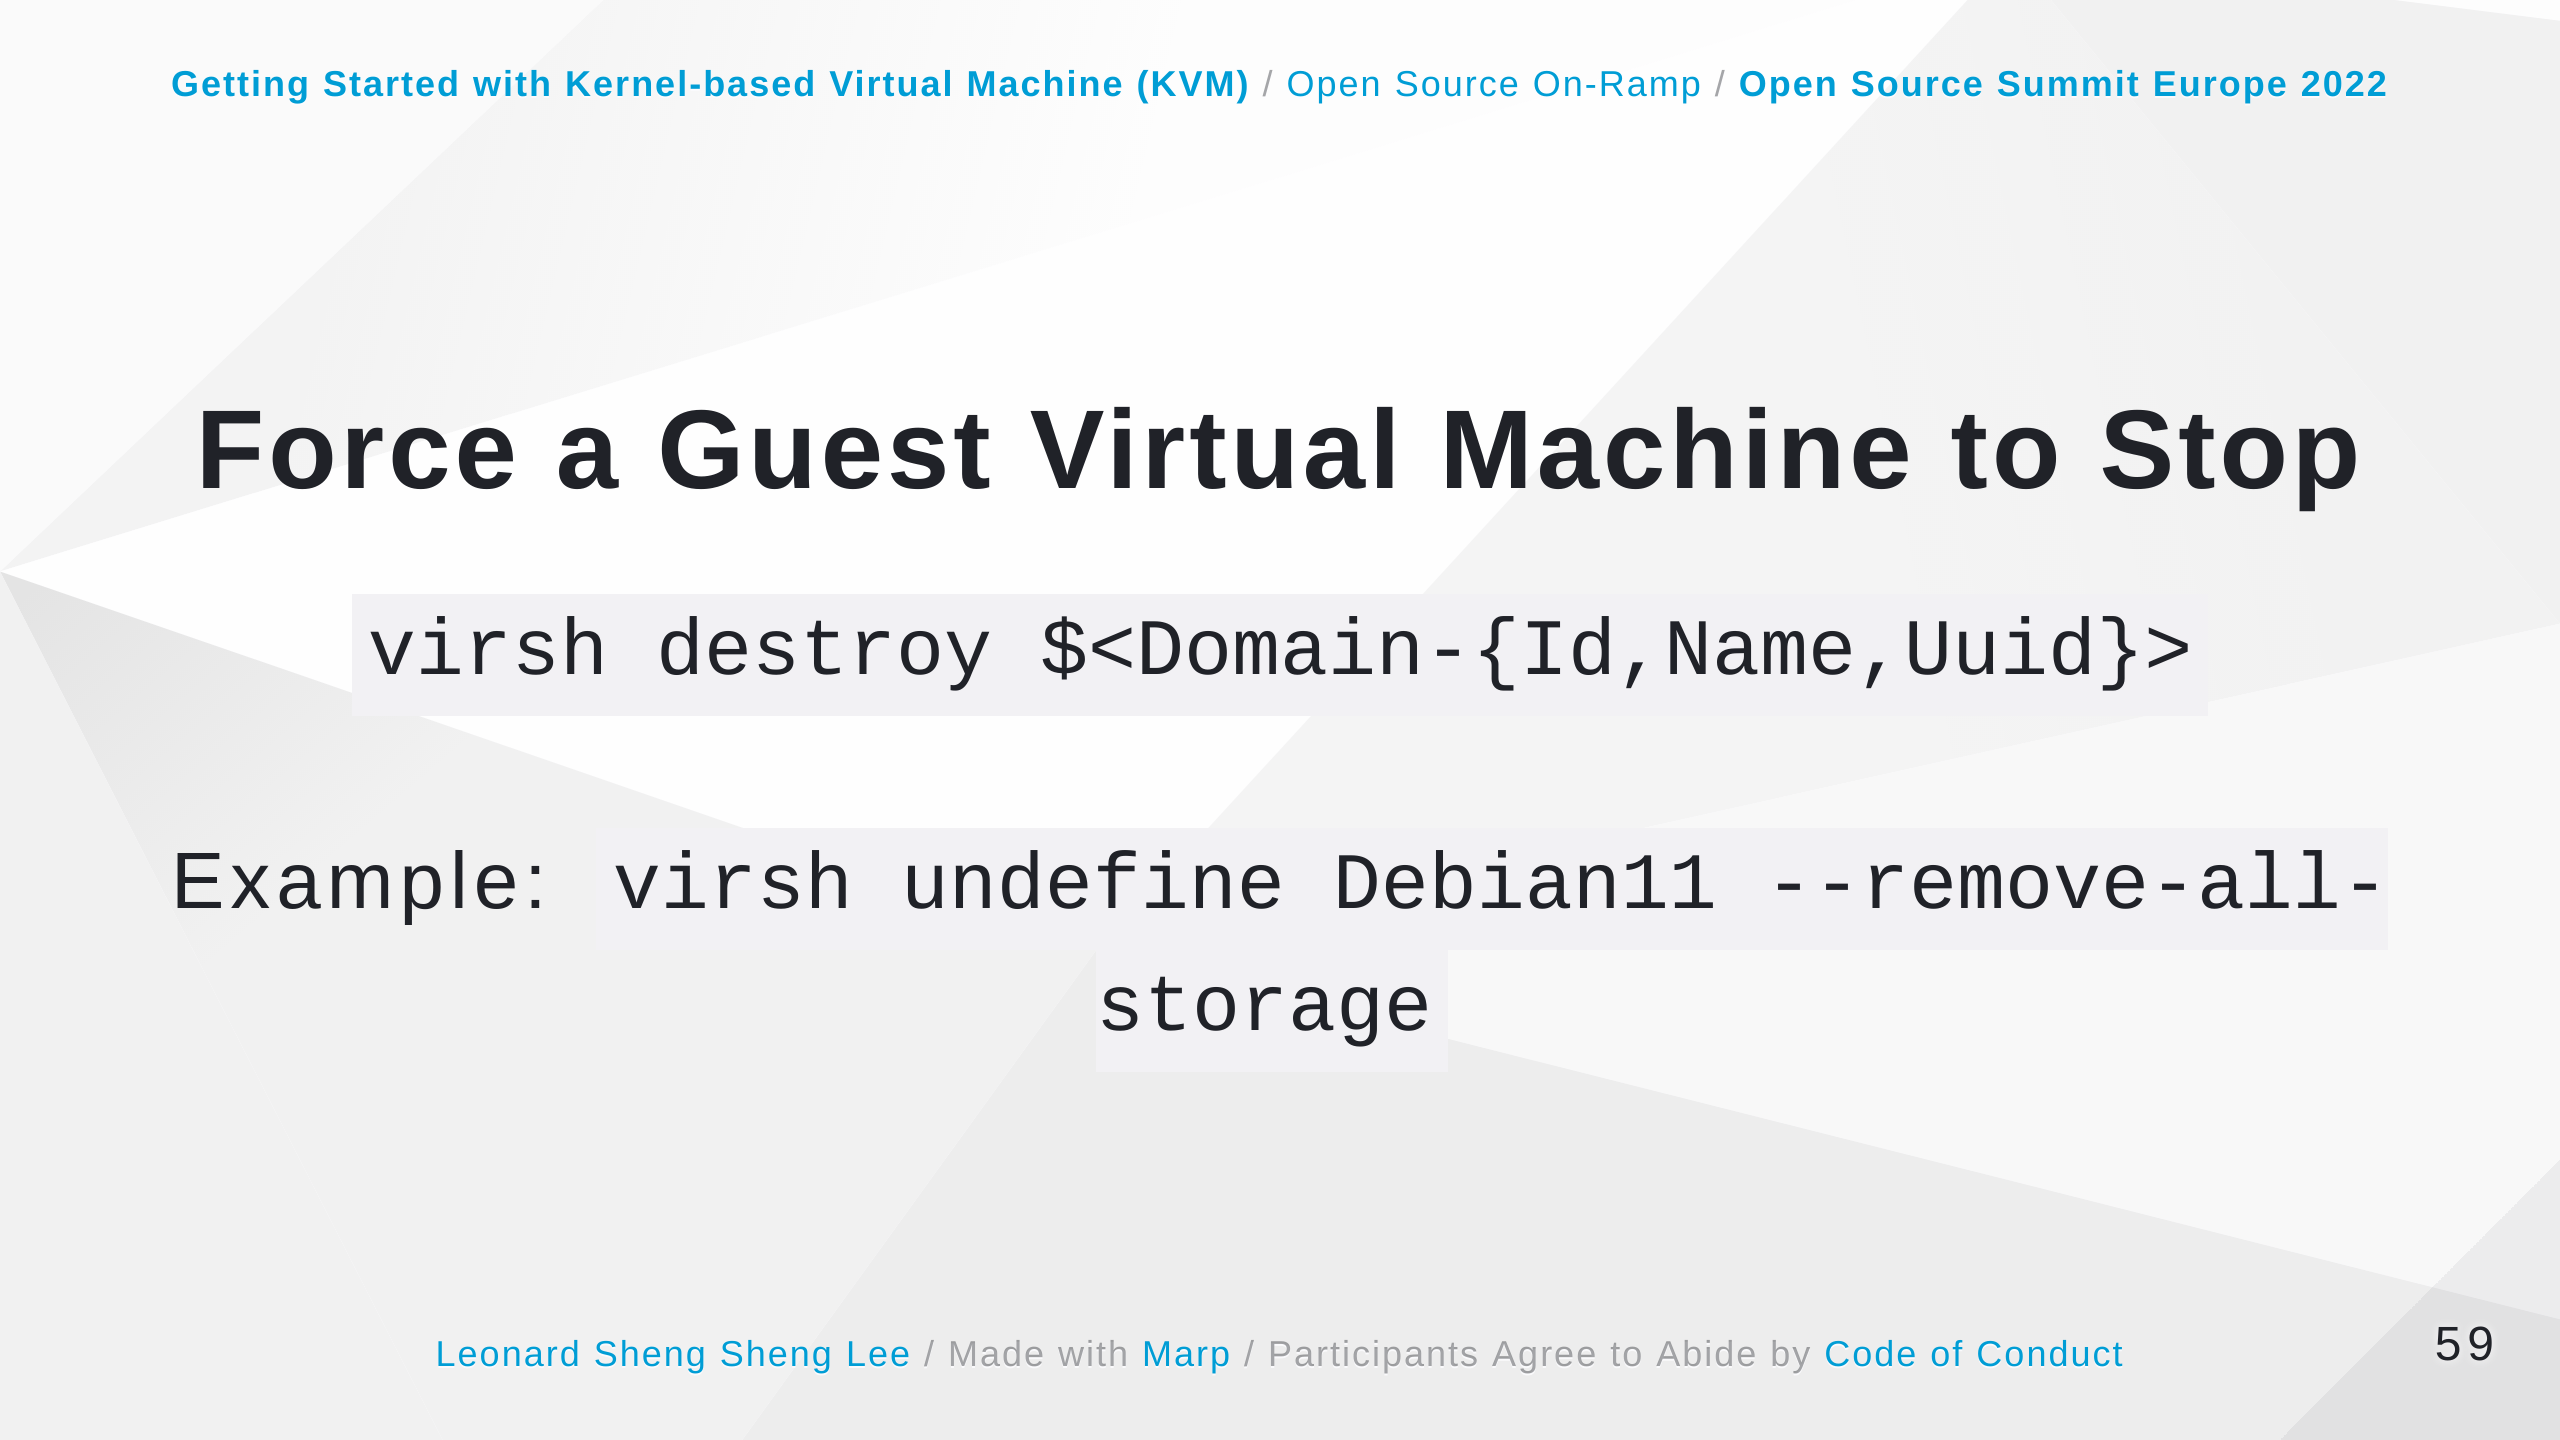 Getting Started with Kernel-based Virtual Machine (KVM) / Open Source On-Ramp / Open Source Summit Europe 2022
Force a Guest Virtual Machine to Stop
virsh destroy $<Domain-{Id,Name,Uuid}>
Example: virsh undefine Debian11 --remove-all-
storage
Leonard Sheng Sheng Lee / Made with Marp / Participants Agree to Abide by Code of Conduct
59